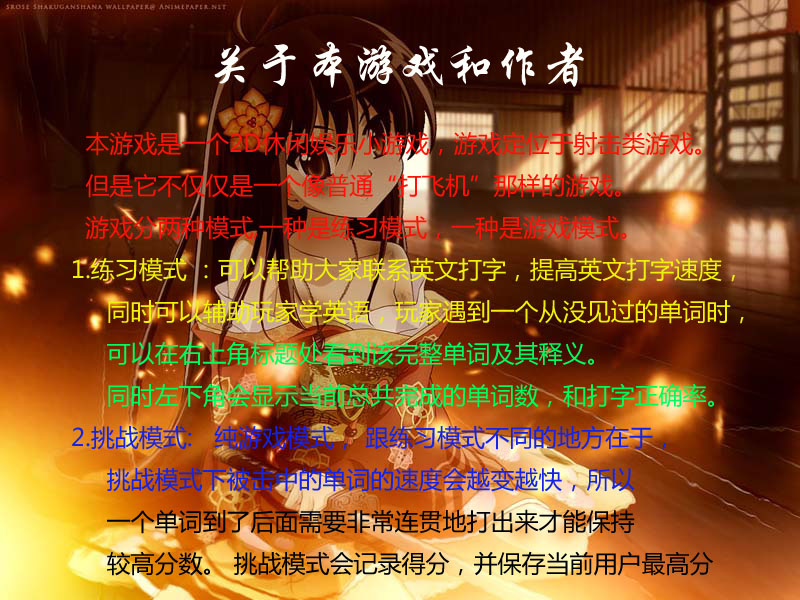 SROSE SHAKUGANSHANA WALLPAPER@ ANIMEPAPER.NET
关于本游戏和作者
本游戏是一个2D休闲娱乐小游戏，游戏定位于射击类游戏。
但是它不仅仅是一个像普通“打飞机”那样的游戏。
游戏分两种模式 一种是练习模式，一种是游戏模式。
1.练习模式 ：可以帮助大家联系英文打字，提高英文打字速度，
同时可以辅助玩家学英语，玩家遇到一个从没见过的单词时，
可以在右上角标题处看到该完整单词及其释义。
同时左下角会显示当前总共完成的单词数，和打字正确率。
2.挑战模式: 纯游戏模式， 跟练习模式不同的地方在于，
挑战模式下被击中的单词的速度会越变越快，所以
一个单词到了后面需要非常连贯地打出来才能保持
较高分数。 挑战模式会记录得分，并保存当前用户最高分